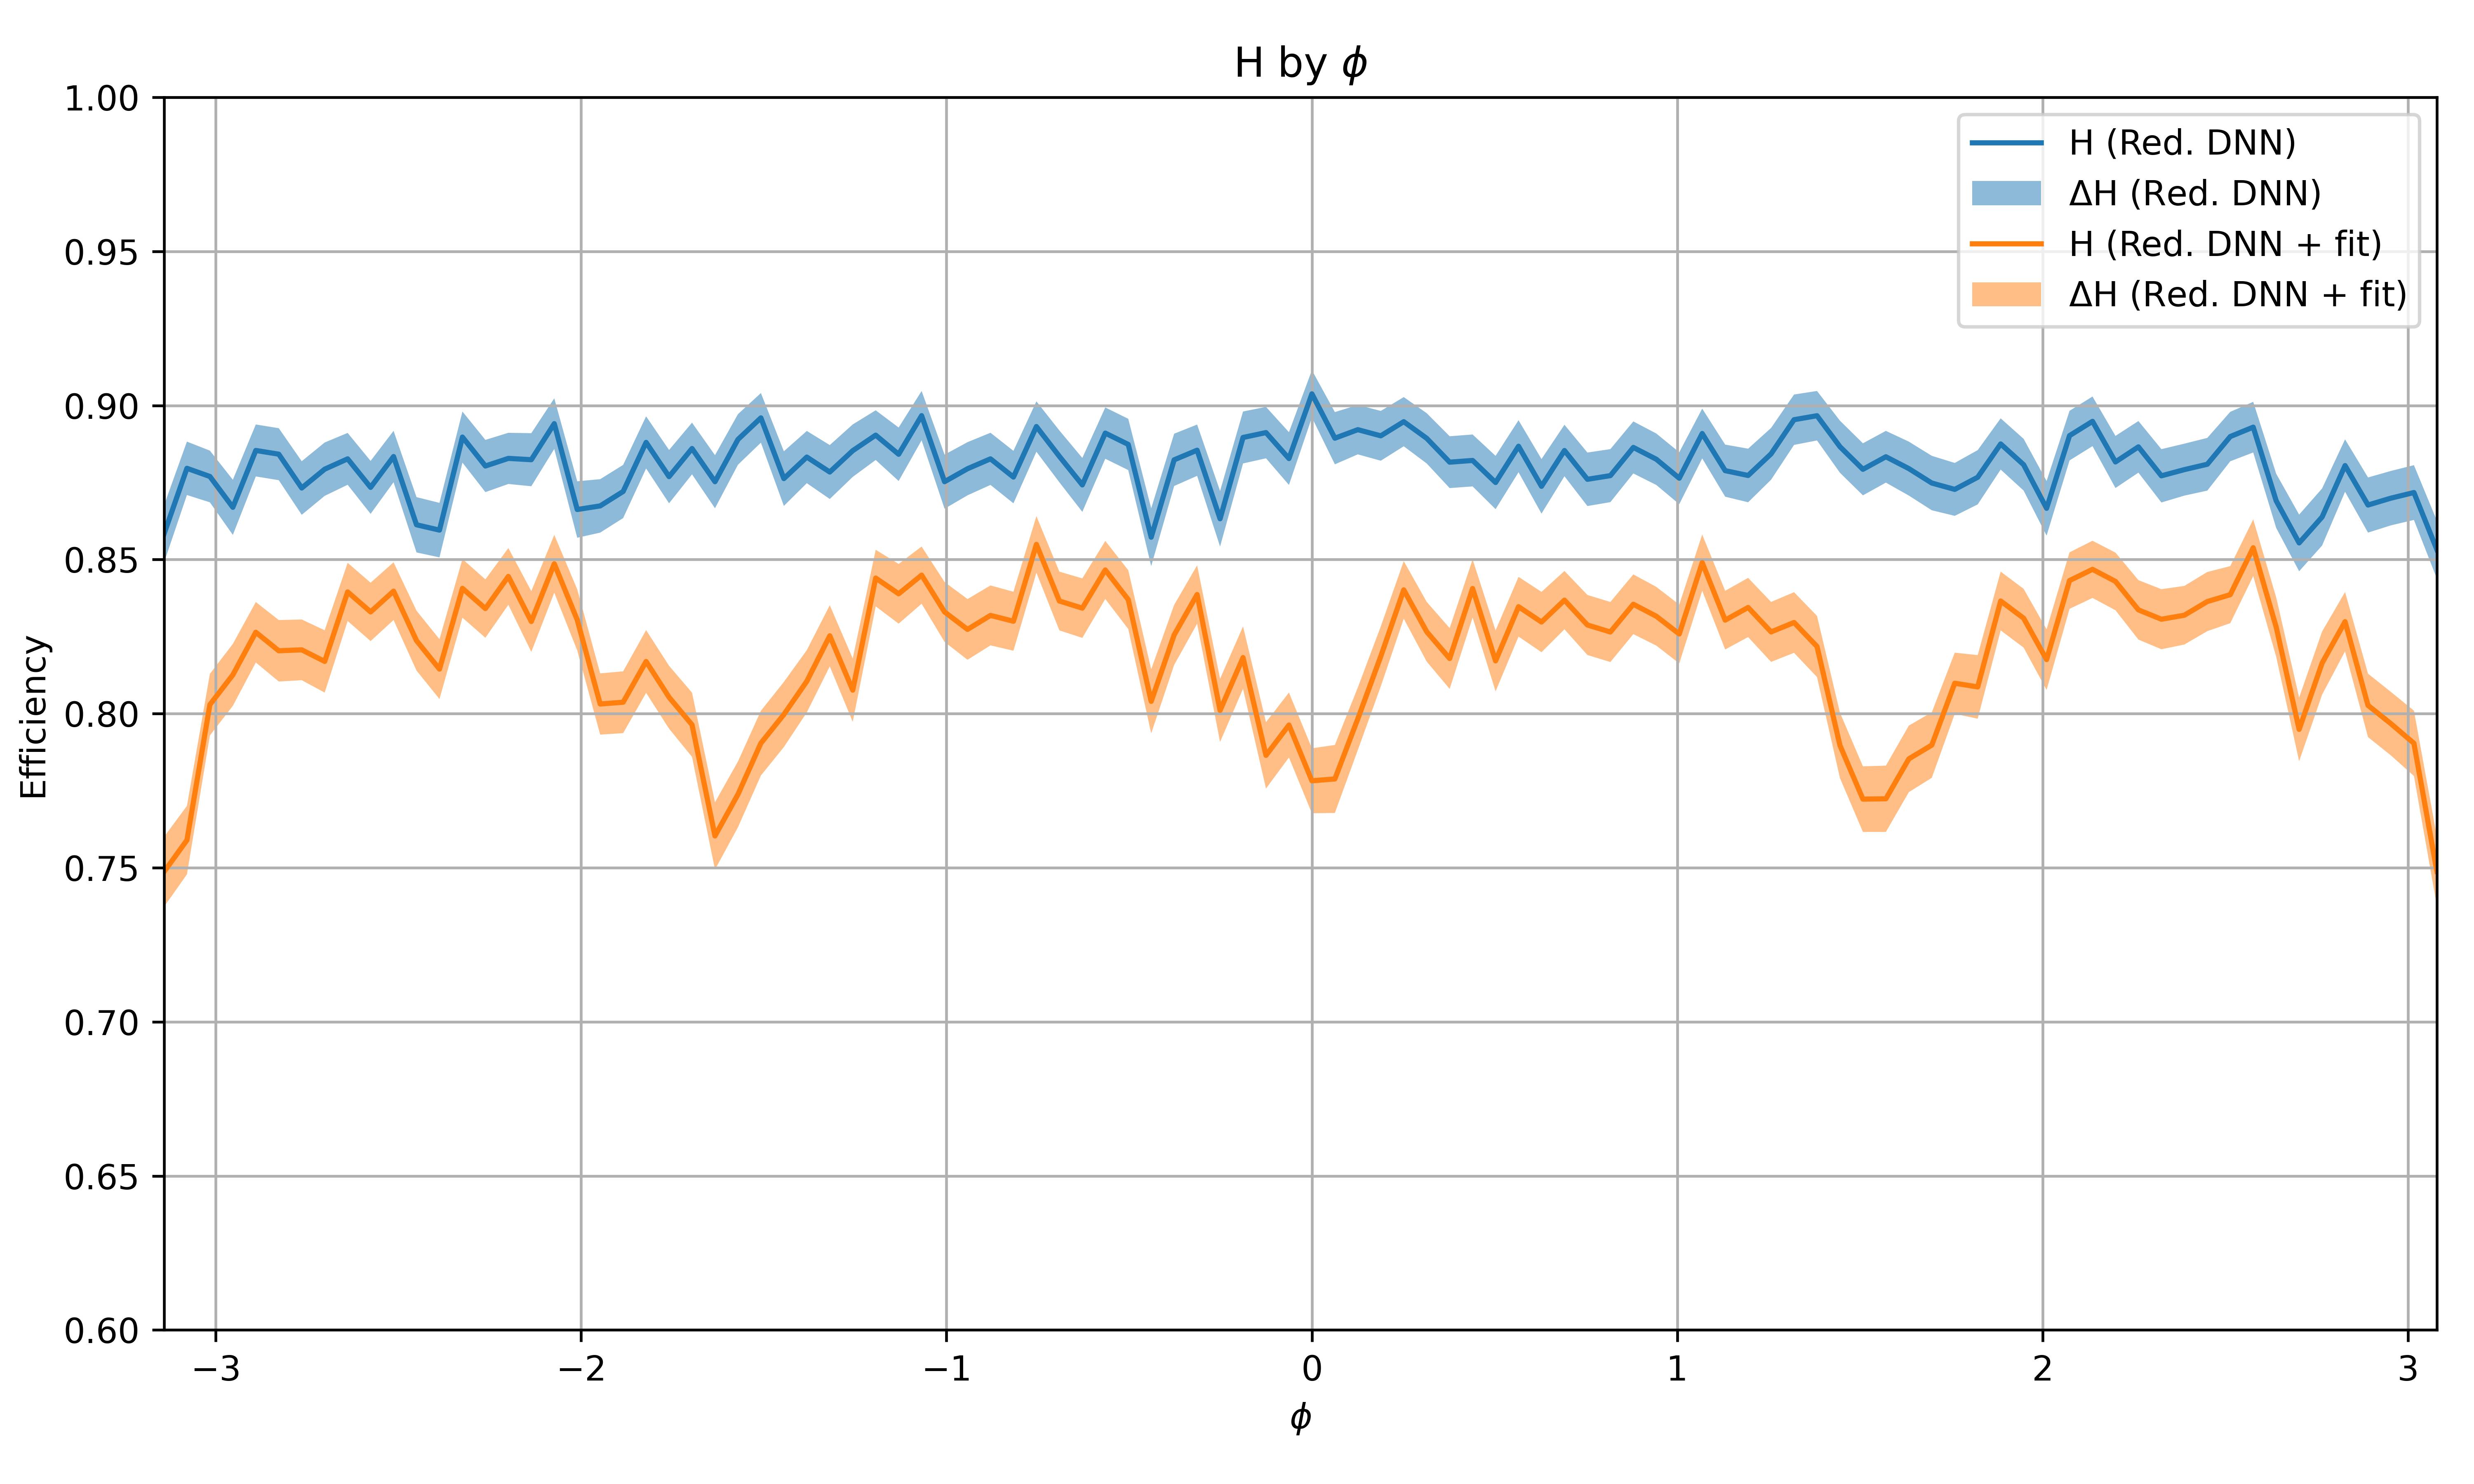 H by ϕ
1.00
0.95
0.90
0.85
0.80
0.75
0.70
0.65
0.60
Efficiency
−3
−2
−1
0
1
2
3
ϕ
H (Red. DNN)
ΔH (Red. DNN)
H (Red. DNN + fit)
ΔH (Red. DNN + fit)